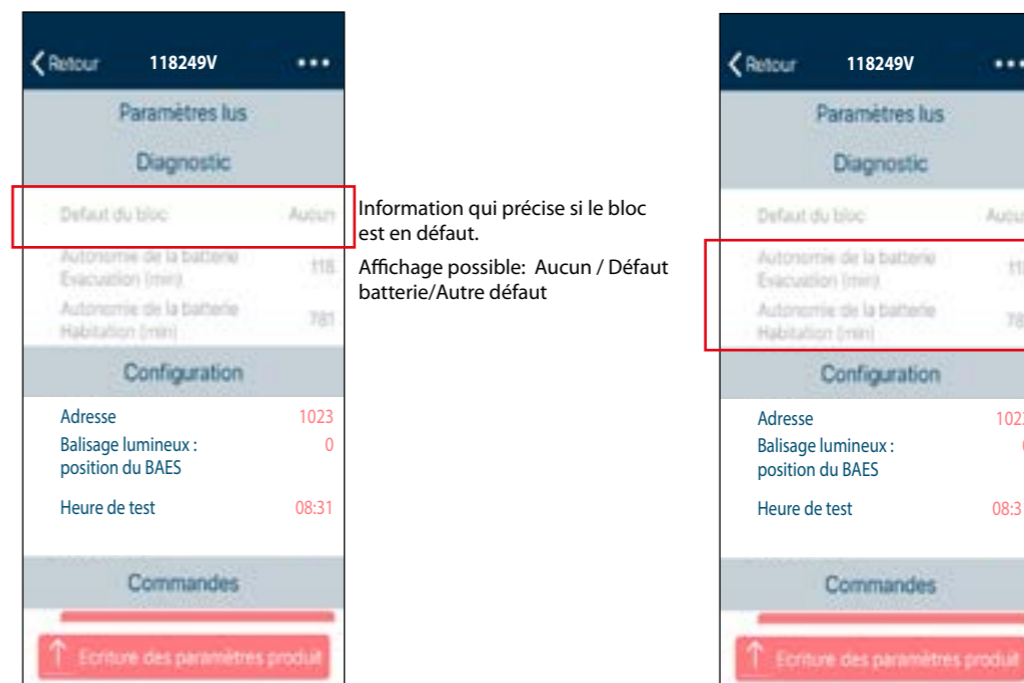 Retour 118249V
Paramètres lus
Diagnostic
Defaut du bloc Aucun
Autonomie de la batterie
Evacuation (min) 118
Autonomie de la batterie
Habitation (min) 781
Configuration
Adresse 1023
Balisage lumineux : 0
position du BAES
Heure de test 08:31
Commandes
Ecriture des paramètres produit
Information qui précise si le bloc
est en défaut.
Affichage possible: Aucun / Défaut
batterie/Autre défaut
Retour 118249V
Paramètres lus
Diagnostic
Defaut du bloc
Autonomie de la batterie
Evacuation (min)
Autonomie de la batterie
Habitation (min)
Configuration
Adresse 102
Balisage lumineux :
position du BAES
Heure de test 08:3
Commandes
Ecriture des paramètres produit